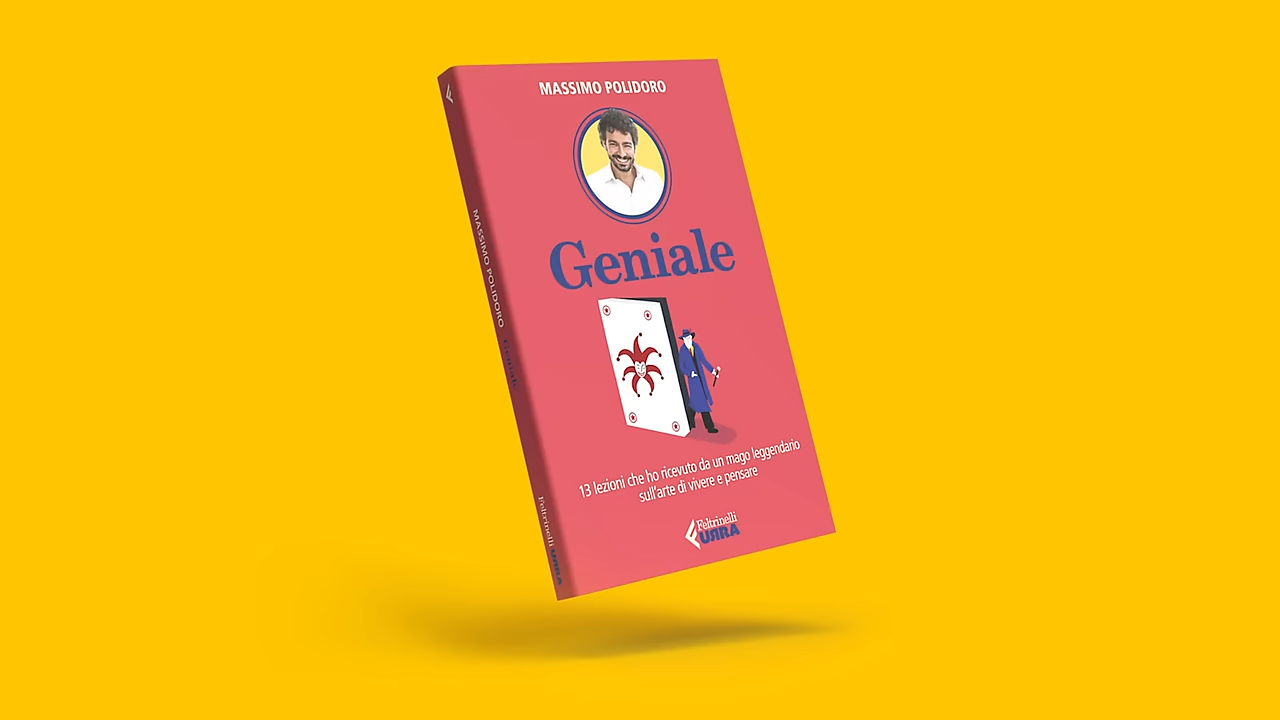 MASSIMO POLIDORO
Geniale
13 lezioni che ho ricevuto da un mago leggendario
sull'arte di vivere e pensare
Feltrinelli
URRA
MASSIMO POLIDORO Geniale Feltrinelli URRA